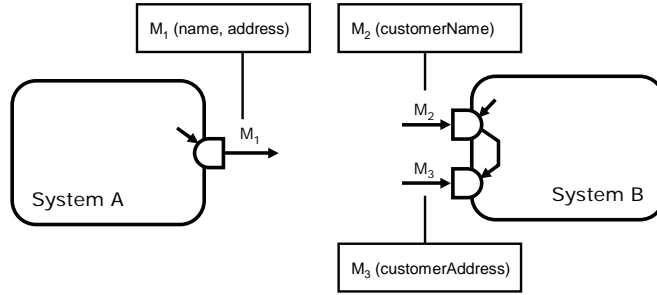 M₁ (name, address)
M₂ (customerName)
M₁
M₂
M₃
System A
System B
M₃ (customerAddress)